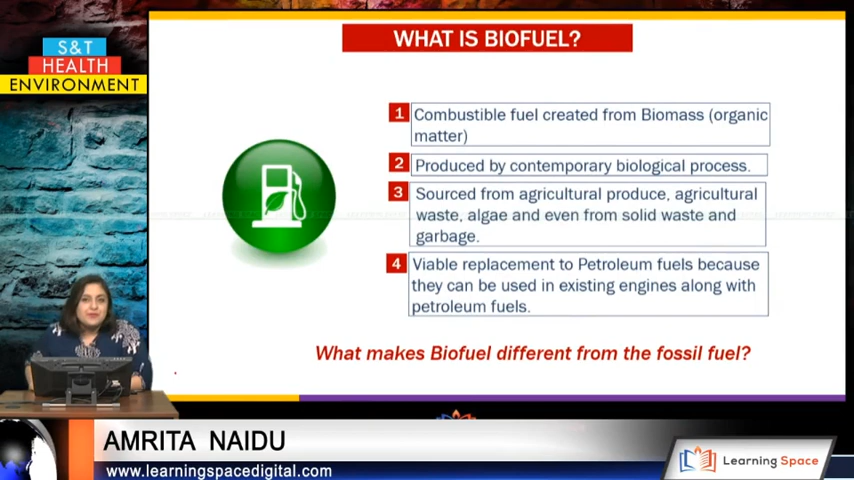 S&T
HEALTH
ENVIRONMENT
WHAT IS BIOFUEL?
1 Combustible fuel created from Biomass (organic
matter)
2 Produced by contemporary biological process.
3 Sourced from agricultural produce, agricultural
waste, algae and even from solid waste and
garbage.
4 Viable replacement to Petroleum fuels because
they can be used in existing engines along with
petroleum fuels.
What makes Biofuel different from the fossil fuel?
AMRITA NAIDU
www.learningspacedigital.com
Learning Space